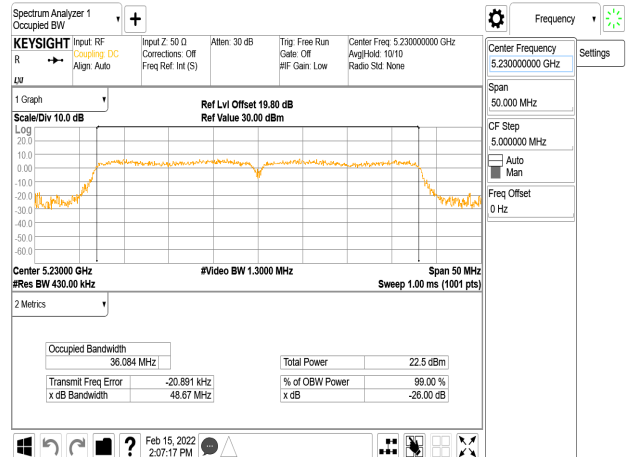 Spectrum Analyzer 1
Occupied BW
Frequency
KEYSIGHT
R
Input: RF
Coupling: DC
Align: Auto
Input Z: 50 Ω
Corrections: Off
Freq Ref: Int (S)
Atten: 30 dB
Trig: Free Run
Gate: Off
#IF Gain: Low
Center Freq: 5.230000000 GHz
Avg|Hold: 10/10
Radio Std: None
Center Frequency
5.230000000 GHz
Settings
Span
50.000 MHz
CF Step
5.000000 MHz
Auto
Man
Freq Offset
0 Hz
1 Graph
Scale/Div 10.0 dB
Ref Lvl Offset 19.80 dB
Ref Value 30.00 dBm
Log
20.0
10.0
0.00
-10.0
-20.0
-30.0
-40.0
-50.0
-60.0
Center 5.23000 GHz
#Res BW 430.00 kHz
#Video BW 1.3000 MHz
Span 50 MHz
Sweep 1.00 ms (1001 pts)
2 Metrics
Occupied Bandwidth
36.084 MHz
Transmit Freq Error -20.891 kHz
x dB Bandwidth 48.67 MHz
Total Power 22.5 dBm
% of OBW Power 99.00 %
x dB -26.00 dB
Feb 15, 2022
2:07:17 PM